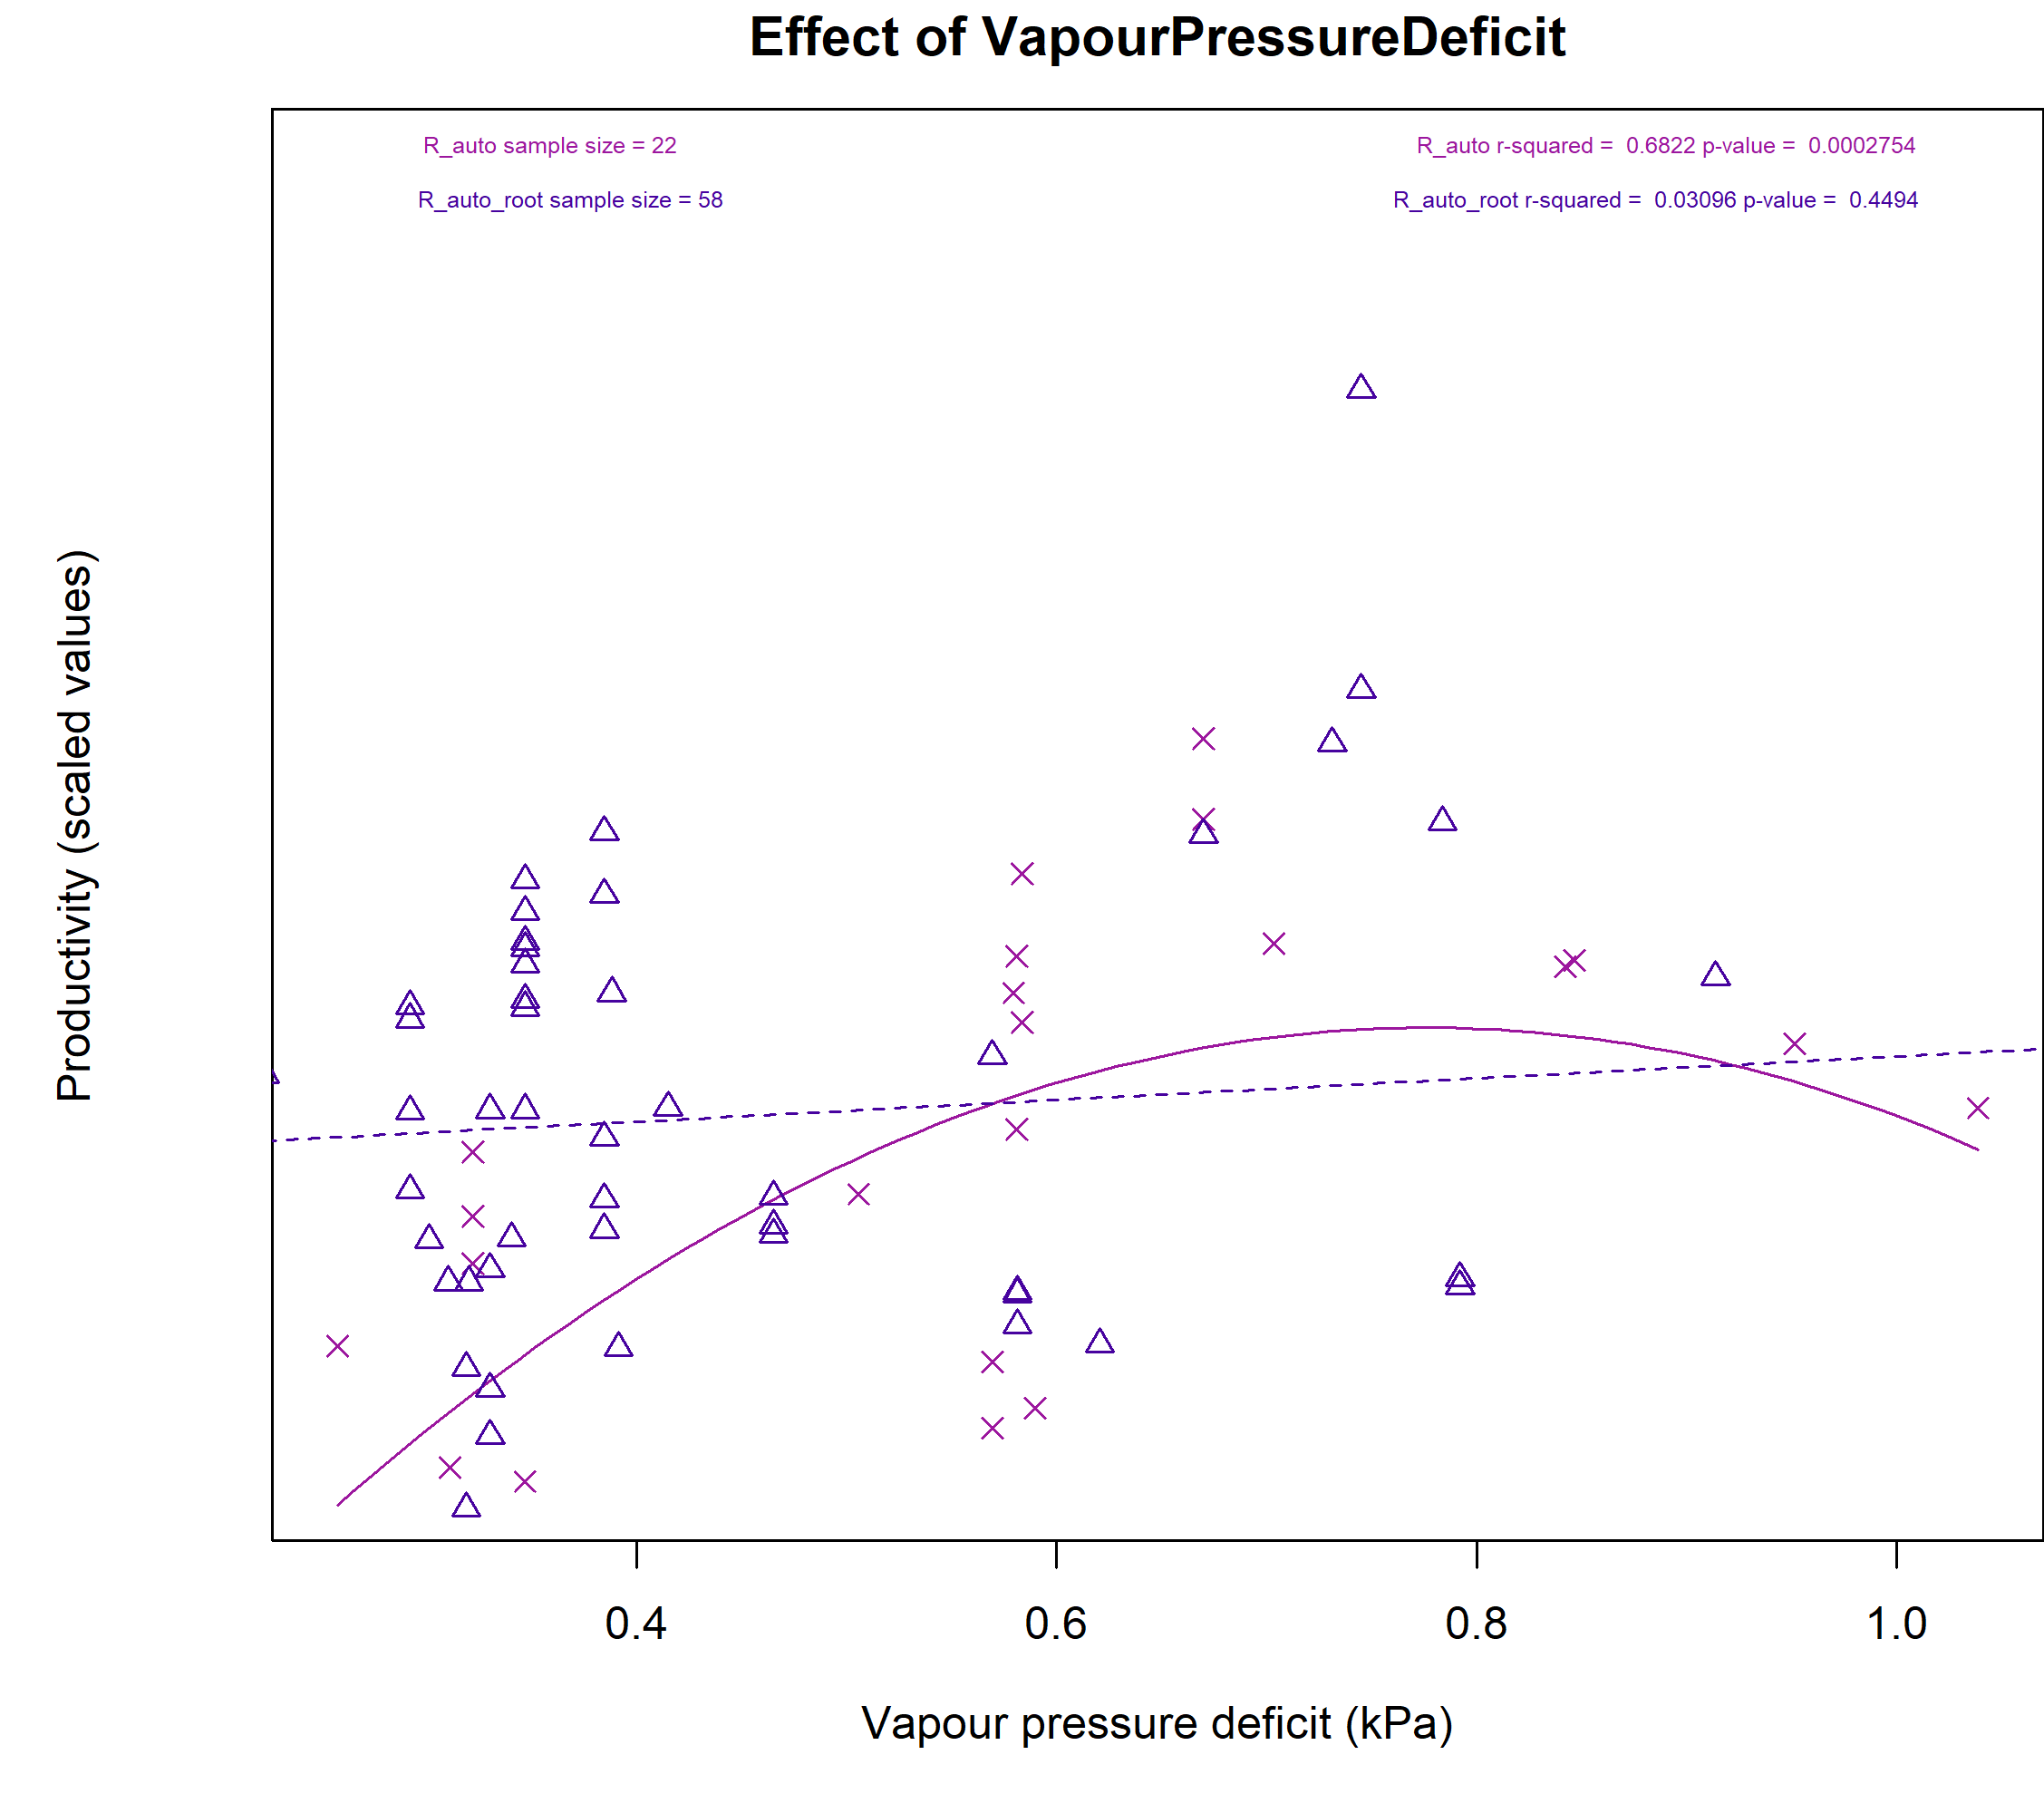 Effect of VapourPressureDeficit
R_auto sample size = 22
R_auto r-squared =  0.6822 p-value =  0.0002754
R_auto_root sample size = 58
R_auto_root r-squared =  0.03096 p-value =  0.4494
Productivity (scaled values)
0.4
0.6
0.8
1.0
Vapour pressure deficit (kPa)